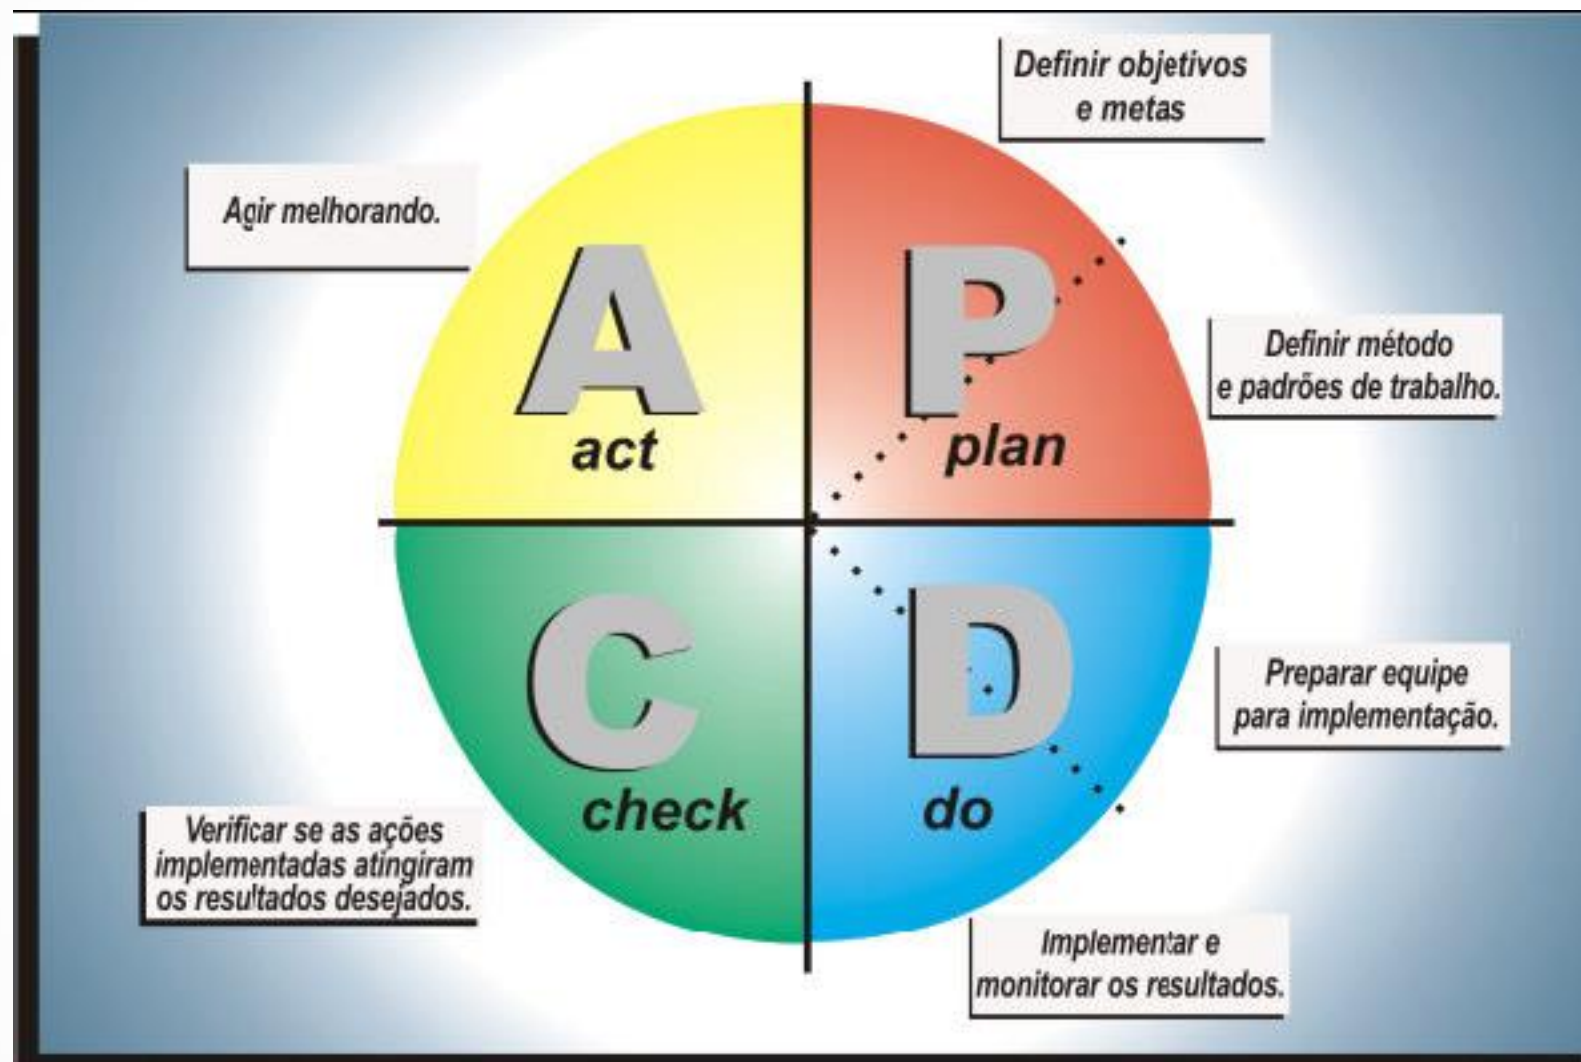 Definir objetivos
e metas
Agir melhorando.
A
act
P
plan
Definir método
e padrões de trabalho.
C
check
D
do
Preparar equipe
para implementação.
Verificar se as ações
implementadas atingiram
os resultados desejados.
Implementar e
monitorar os resultados.